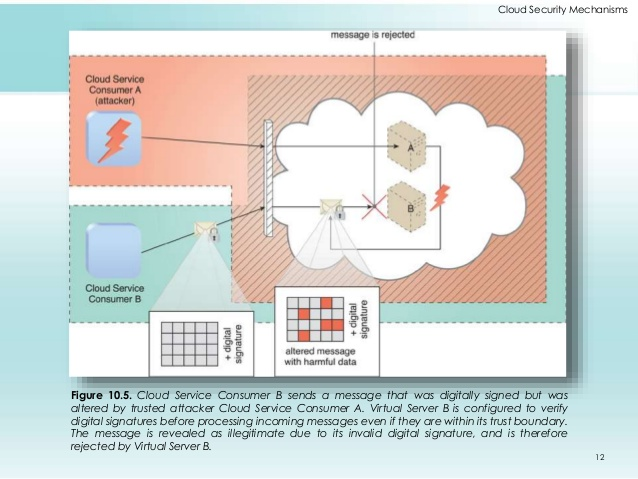 Cloud Security Mechanisms
message is rejected
Cloud Service
Consumer A
(attacker)
A
B
Cloud Service
Consumer B
+ digital
signature
+ digital
signature
altered message
with harmful data
Figure 10.5. Cloud Service Consumer B sends a message that was digitally signed but was
altered by trusted attacker Cloud Service Consumer A. Virtual Server B is configured to verify
digital signatures before processing incoming messages even if they are within its trust boundary.
The message is revealed as illegitimate due to its invalid digital signature, and is therefore
rejected by Virtual Server B.
12